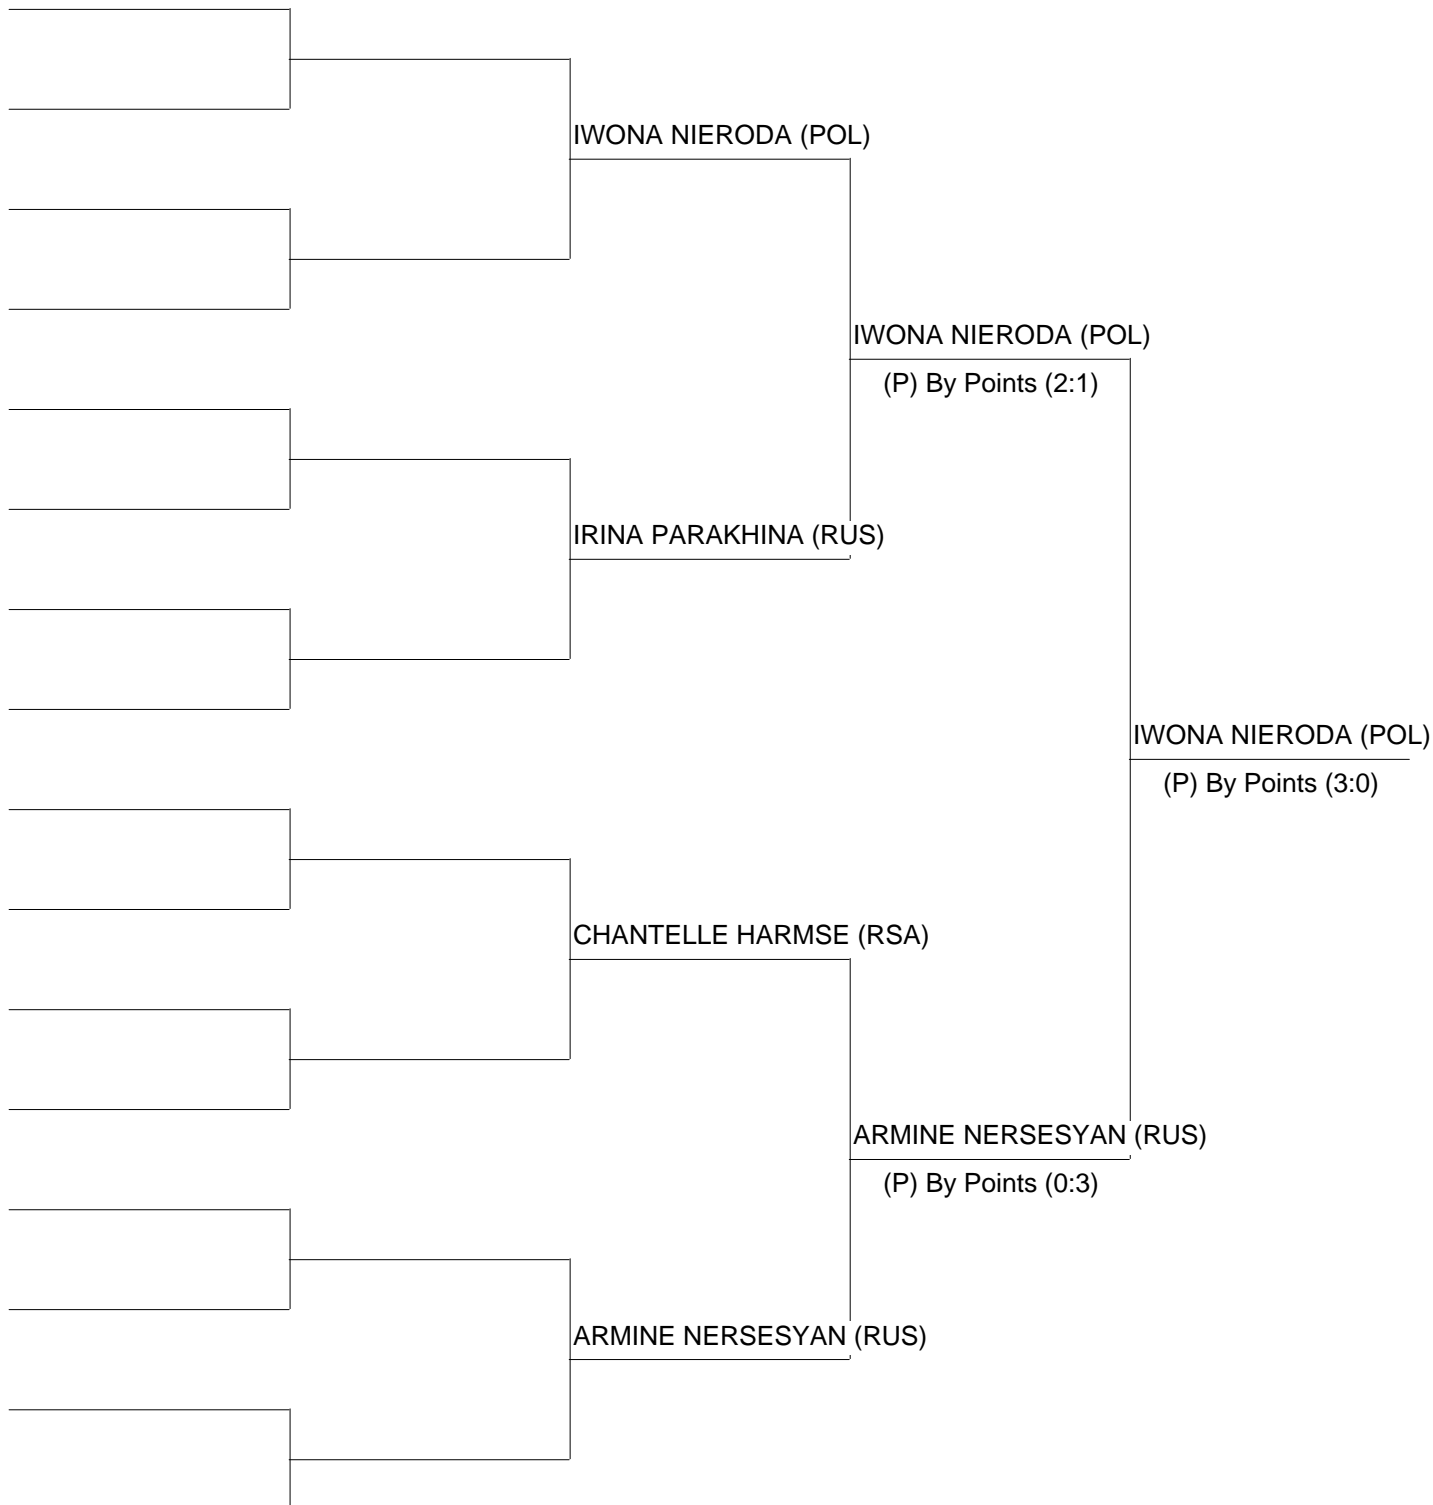 IWONA NIERODA (POL)
IWONA NIERODA (POL)
(P) By Points (2:1)
IRINA PARAKHINA (RUS)
IWONA NIERODA (POL)
(P) By Points (3:0)
CHANTELLE HARMSE (RSA)
ARMINE NERSESYAN (RUS)
(P) By Points (0:3)
ARMINE NERSESYAN (RUS)